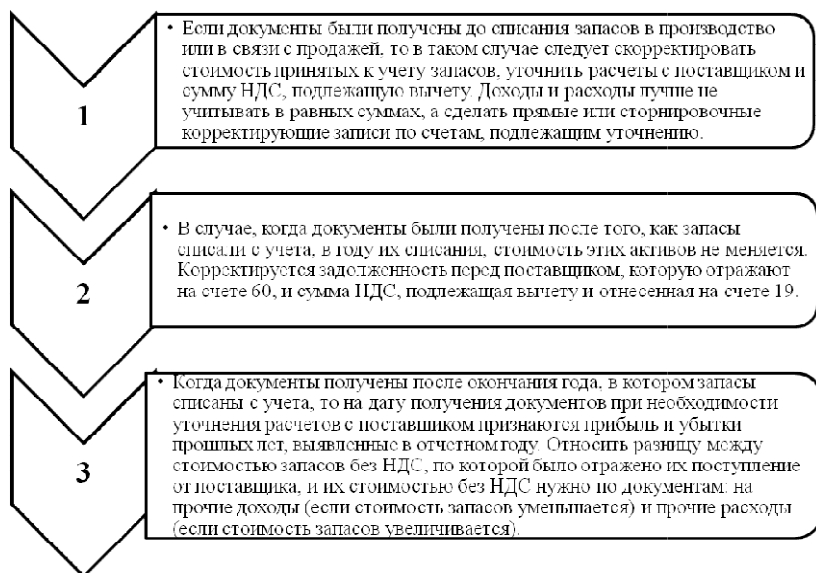 • Если документы были получены до списания запасов в производство
или в связи с продажей, то в таком случае следует скорректировать
стоимость принятых к учету запасов, уточнить расчеты с поставщиком и
сумму НДС, подлежащую вычету. Доходы и расходы лучше не
учитывать в равных суммах, а сделать прямые или сторнировочные
корректирующие записи по счетам, подлежащим уточнению.
1
• В случае, когда документы были получены после того, как запасы
списали с учета, в году их списания, стоимость этих активов не меняется.
Корректируется задолженность перед поставщиком, которую отражают
на счете 60, и сумма НДС, подлежащая вычету и отнесенная на счете 19.
2
• Когда документы получены после окончания года, в котором запасы
списаны с учета, то на дату получения документов при необходимости
уточнения расчетов с поставщиком признаются прибыль и убытки
прошлых лет, выявленные в отчетном году. Относить разницу между
стоимостью запасов без НДС, по которой было отражено их поступление
от поставщика, и их стоимостью без НДС нужно по документам: на
прочие доходы (если стоимость запасов уменьшается) и прочие расходы
(если стоимость запасов увеличивается).
3